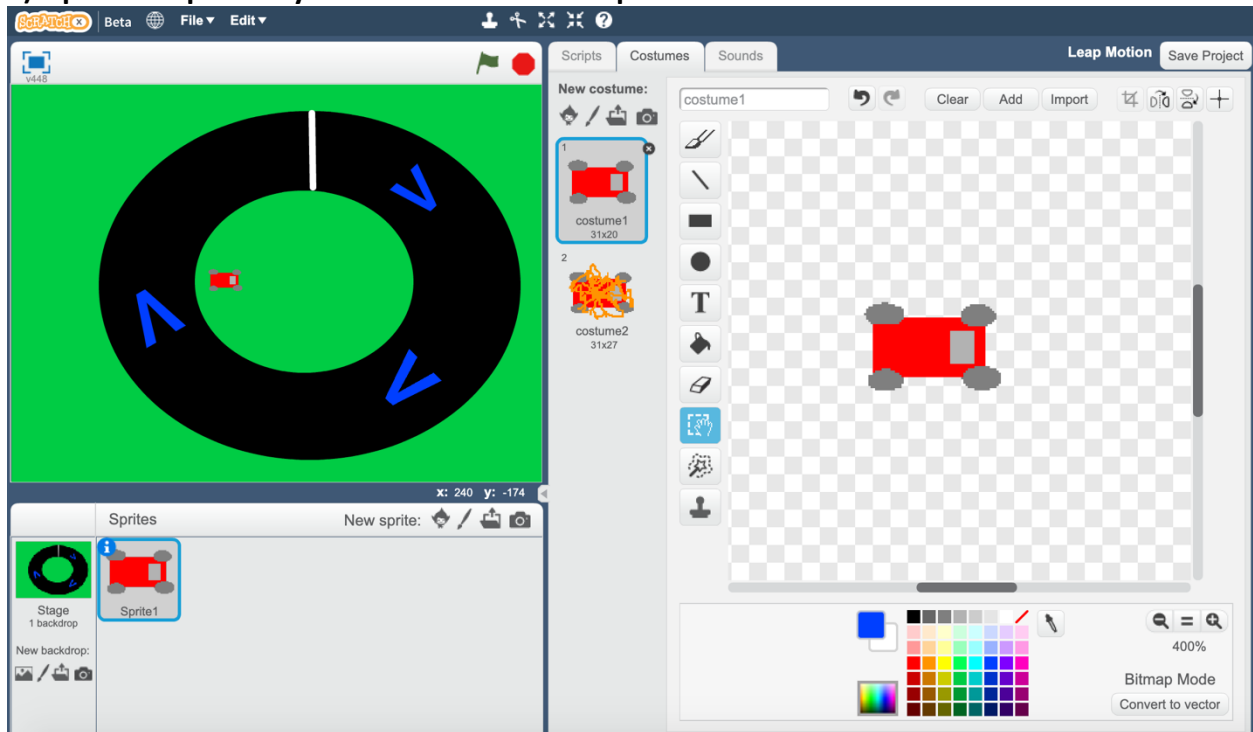 SCRATCHX Beta File Edit
v448
Scripts Costumes Sounds
Leap Motion Save Project
New costume:
costume1
Clear Add Import
1
costume1
31x20
2
costume2
31x27
T
x: 240 y: -174
Sprites New sprite:
Stage
1 backdrop
Sprite1
New backdrop:
400%
Bitmap Mode
Convert to vector